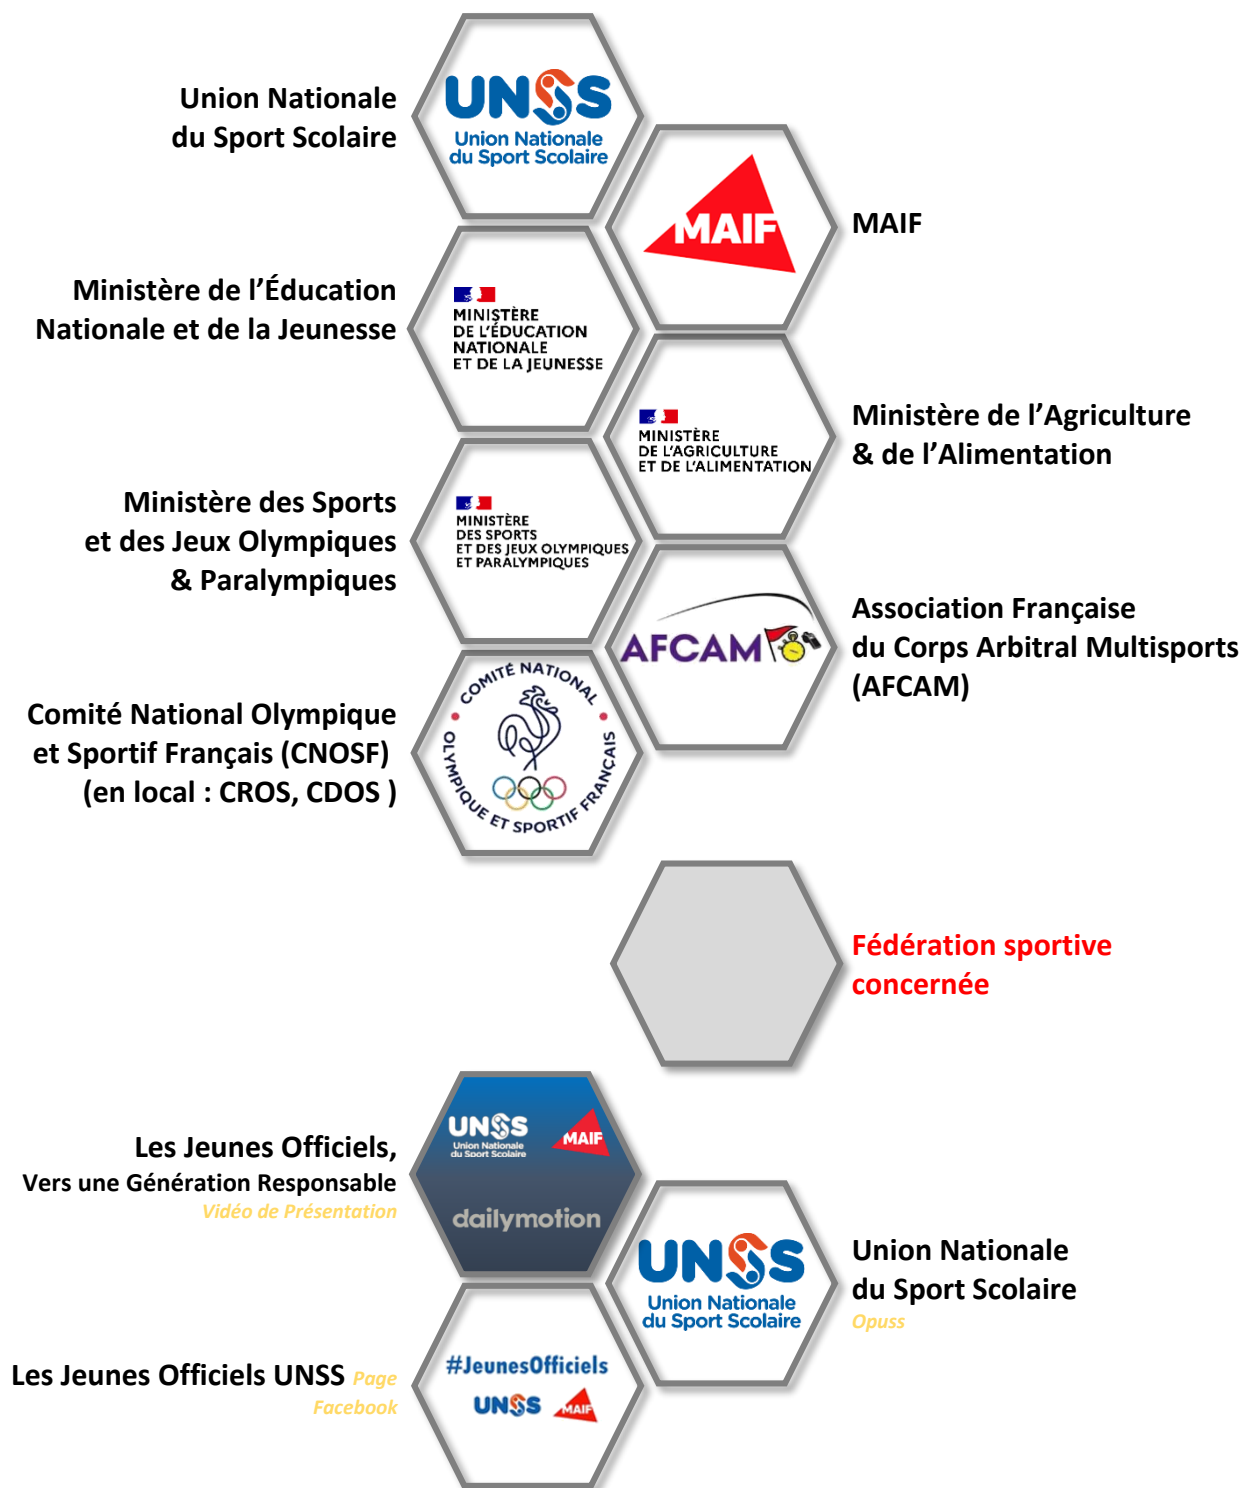 Union Nationale
du Sport Scolaire
UNSS
Union Nationale
du Sport Scolaire
MAIF
MAIF
Ministère de l’Éducation
Nationale et de la Jeunesse
MINISTÈRE
DE L’ÉDUCATION
NATIONALE
ET DE LA JEUNESSE
MINISTÈRE
DE L’AGRICULTURE
ET DE L’ALIMENTATION
Ministère de l’Agriculture
& de l’Alimentation
Ministère des Sports
et des Jeux Olympiques
& Paralympiques
MINISTÈRE
DES SPORTS
ET DES JEUX OLYMPIQUES
ET PARALYMPIQUES
AFCAM
Association Française
du Corps Arbitral Multisports
(AFCAM)
Comité National Olympique
et Sportif Français (CNOSF)
(en local : CROS, CDOS )
COMITÉ NATIONAL
OLYMPIQUE ET SPORTIF FRANÇAIS
Fédération sportive
concernée
Les Jeunes Officiels,
Vers une Génération Responsable
Vidéo de Présentation
UNSS
Union Nationale
du Sport Scolaire
MAIF
dailymotion
UNSS
Union Nationale
du Sport Scolaire
Union Nationale
du Sport Scolaire
Opuss
Les Jeunes Officiels UNSS Page
Facebook
#JeunesOfficiels
UNSS MAIF